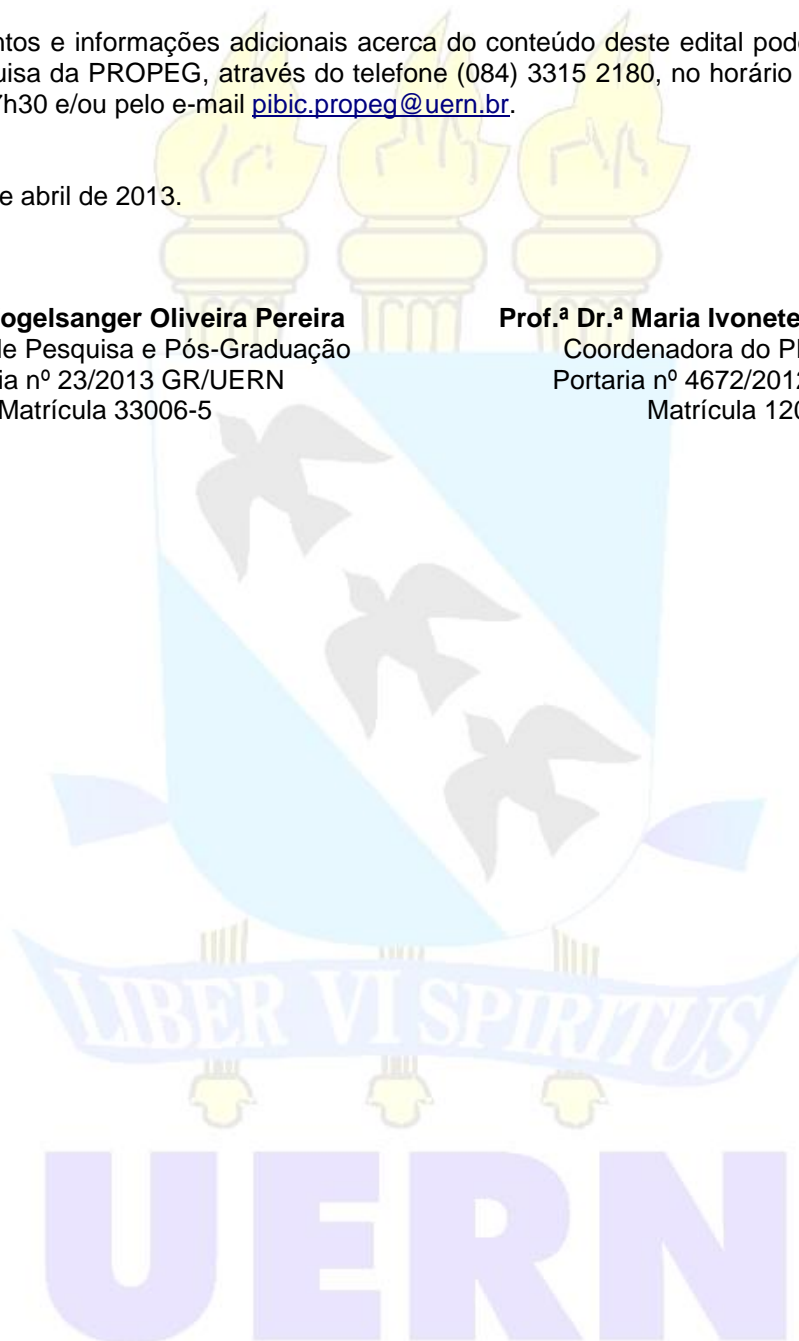 ntos e informações adicionais acerca do conteúdo deste edital pod
uisa da PROPEG, através do telefone (084) 3315 2180, no horário
7h30 e/ou pelo e-mail pibic.propeg@uern.br.
e abril de 2013.
ogelsanger Oliveira Pereira
de Pesquisa e Pós-Graduação
ia nº 23/2013 GR/UERN
Matrícula 33006-5
Prof.ª Dr.ª Maria Ivonete
Coordenadora do P
Portaria nº 4672/2012
Matrícula 120
LIBER VI SPIRITUS
UERN